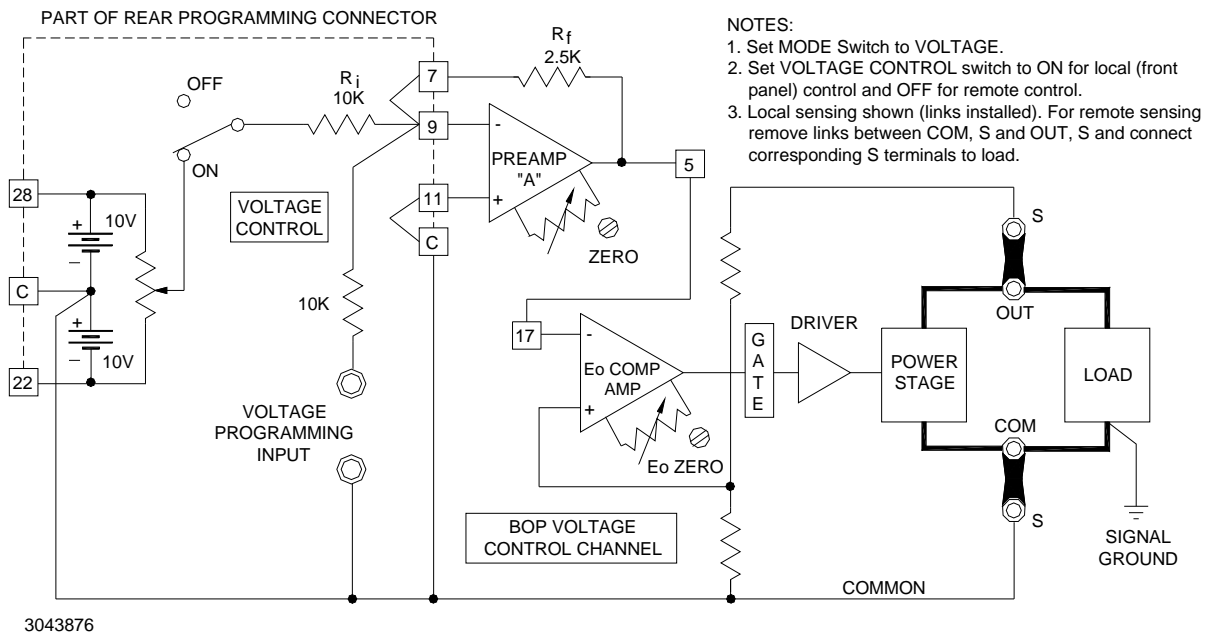 PART OF REAR PROGRAMMING CONNECTOR
NOTES:
1. Set MODE Switch to VOLTAGE.
2. Set VOLTAGE CONTROL switch to ON for local (front
panel) control and OFF for remote control.
3. Local sensing shown (links installated). For remote sensing
remove links between COM, S and OUT, S and connect
corresponding S terminals to load.
Rf
2.5K
7
Ri
10K
OFF
9
-
PREAMP
"A"
5
ON
28
11
+
S
VOLTAGE
CONTROL
+
10V
–
C
ZERO
C
10K
OUT
17
-
DRIVER
+
10V
–
G
A
T
E
Eo COMP
AMP
POWER
STAGE
LOAD
22
+
VOLTAGE
PROGRAMMING
INPUT
COM
Eo ZERO
S
BOP VOLTAGE
CONTROL CHANNEL
SIGNAL
GROUND
COMMON
3043876